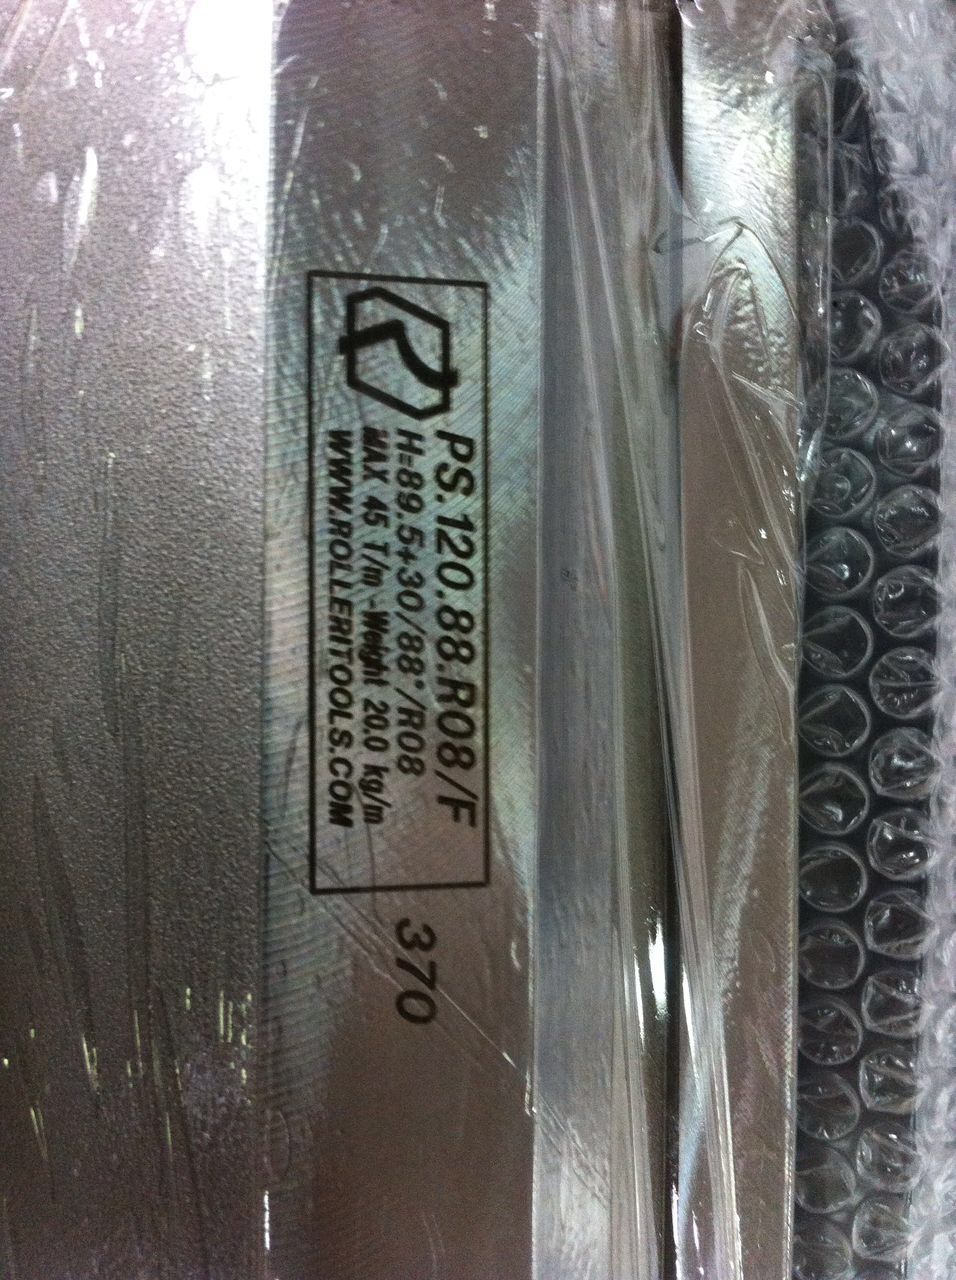 PS.120.88.R08/F
H=89.5+30/88°/R08
MAX 45 T/m -Weight 20.0 kg/m
WWW.ROLLERITOOLS.COM
370